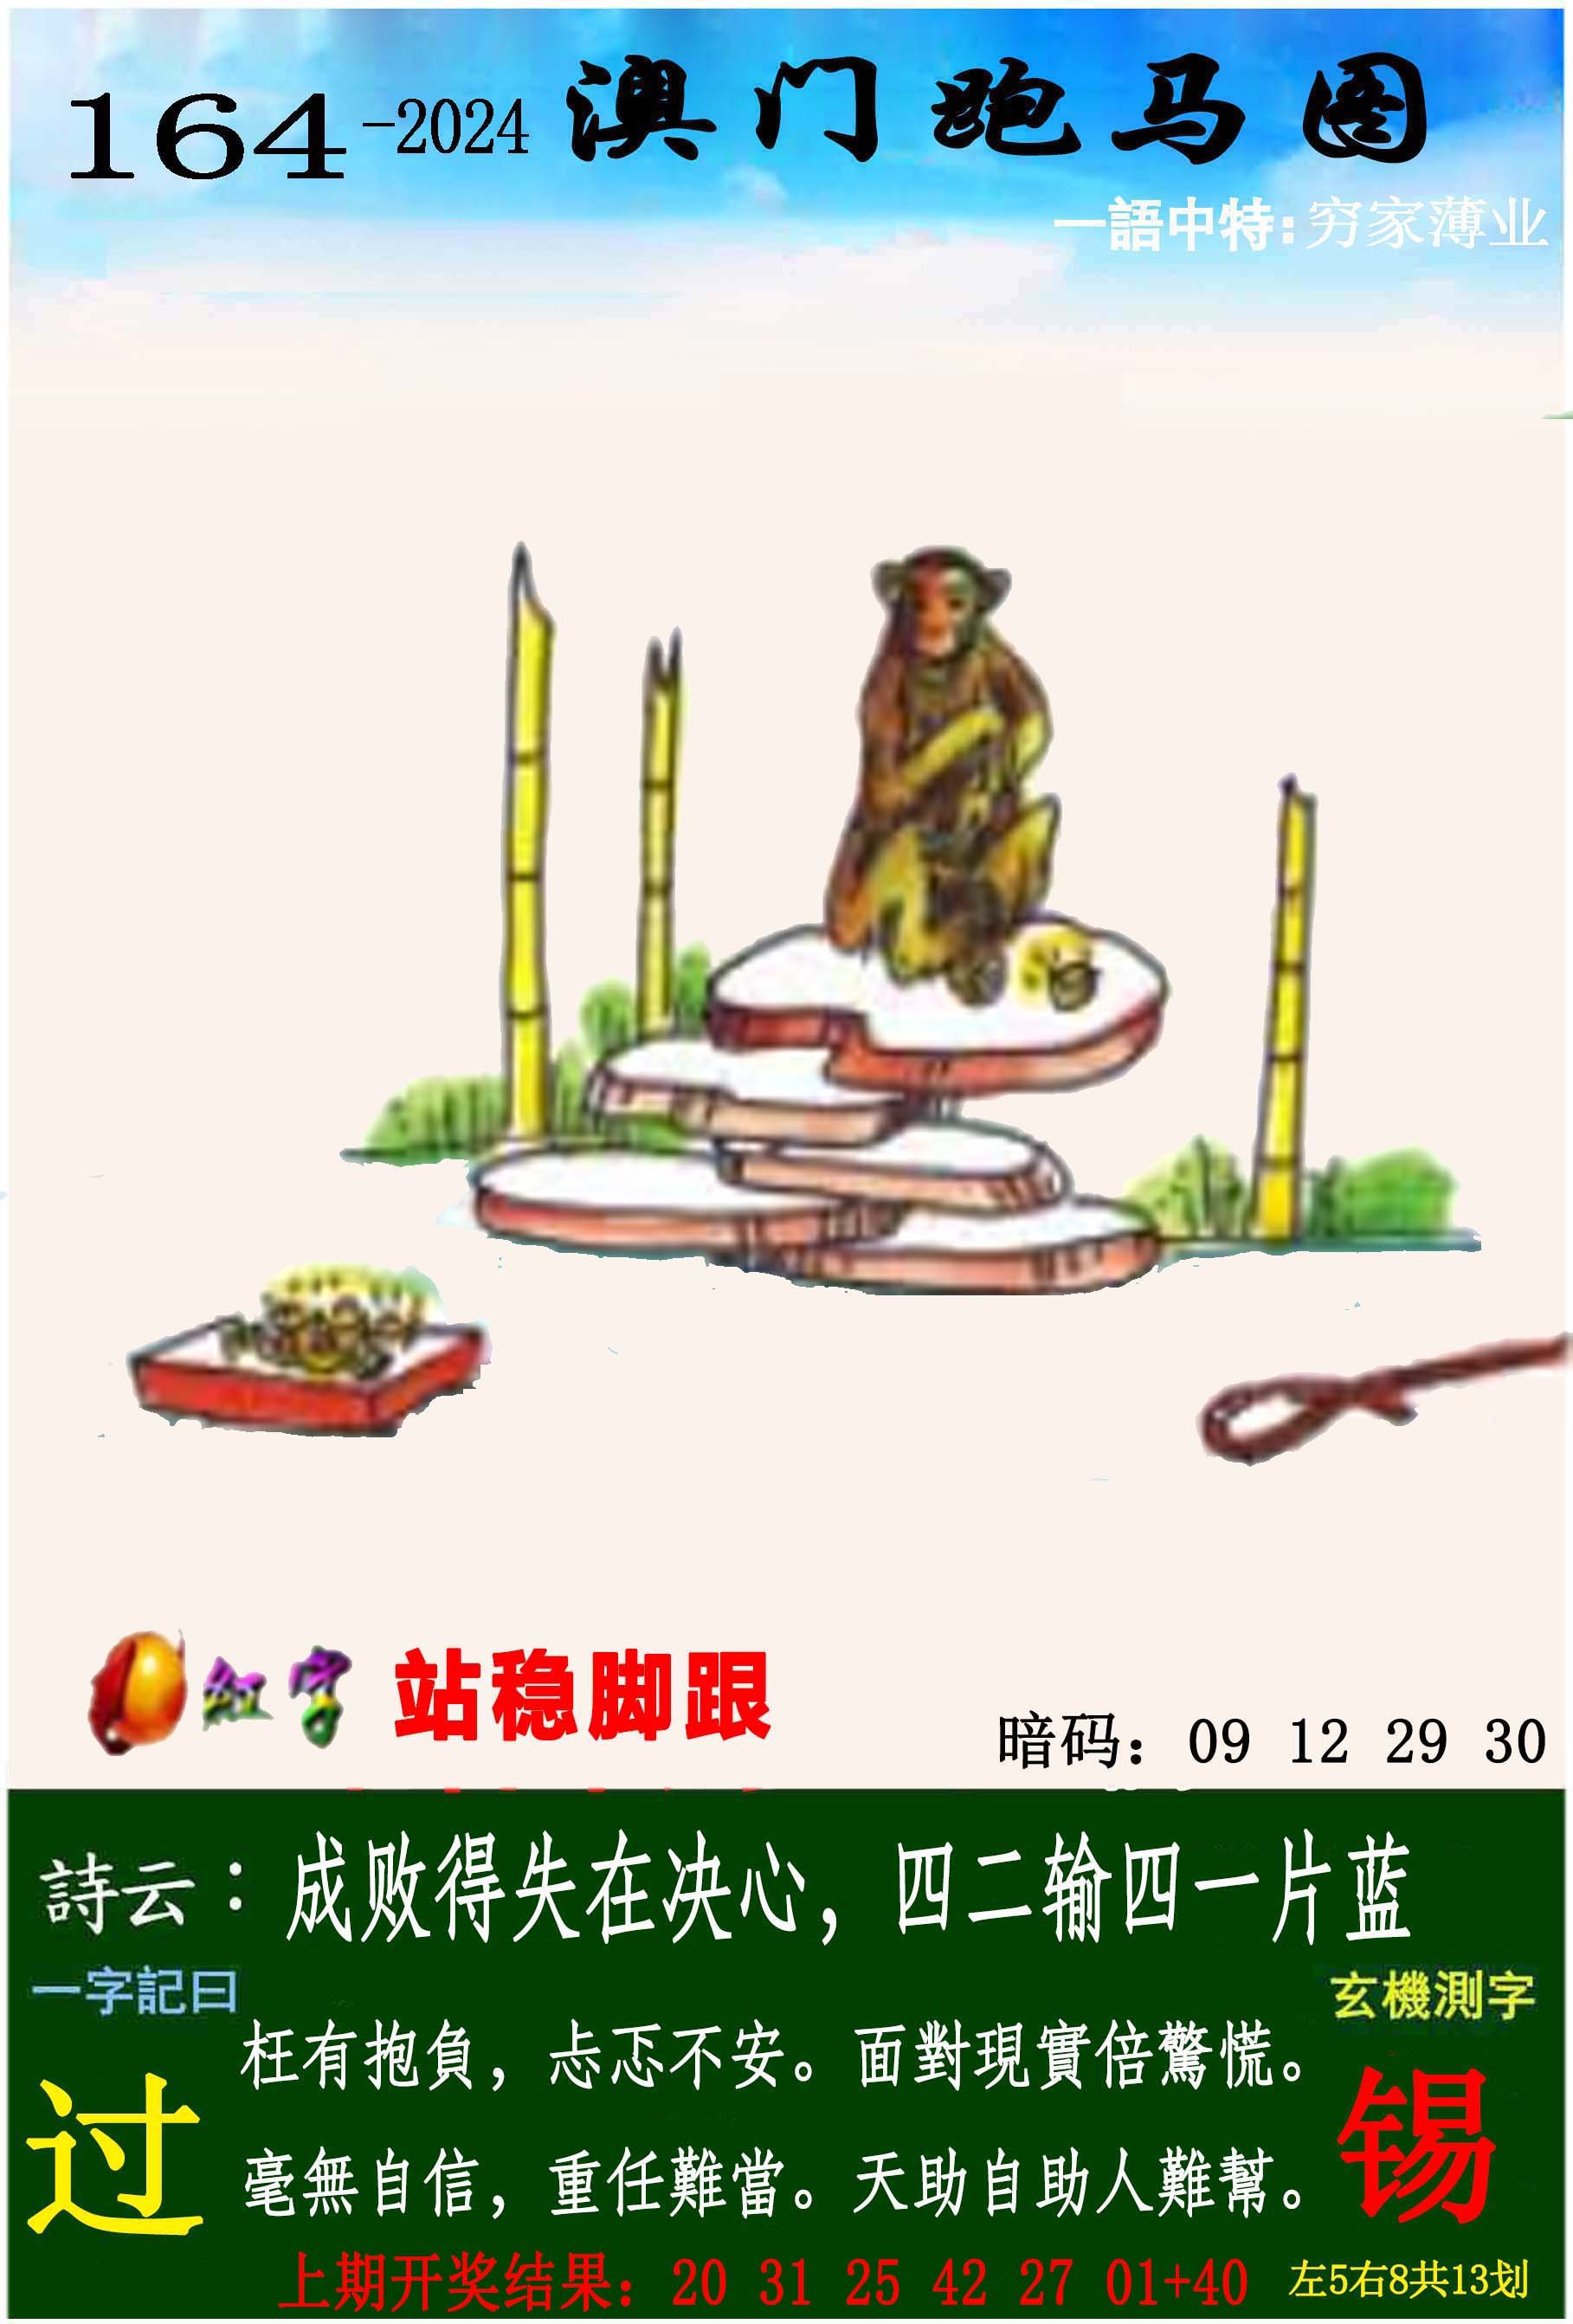 164-2024 澳门跑马图
一語中特:穷家薄业
红字 站稳脚跟
暗码：09 12 29 30
詩云：成败得失在决心，四二输四一片蓝
一字記曰
玄機測字
枉有抱負，忐忑不安。面對現實倍驚慌。
过
锡
毫無自信，重任難當。天助自助人難幫。
上期开奖结果：20 31 25 42 27 01+40
左5右8共13划